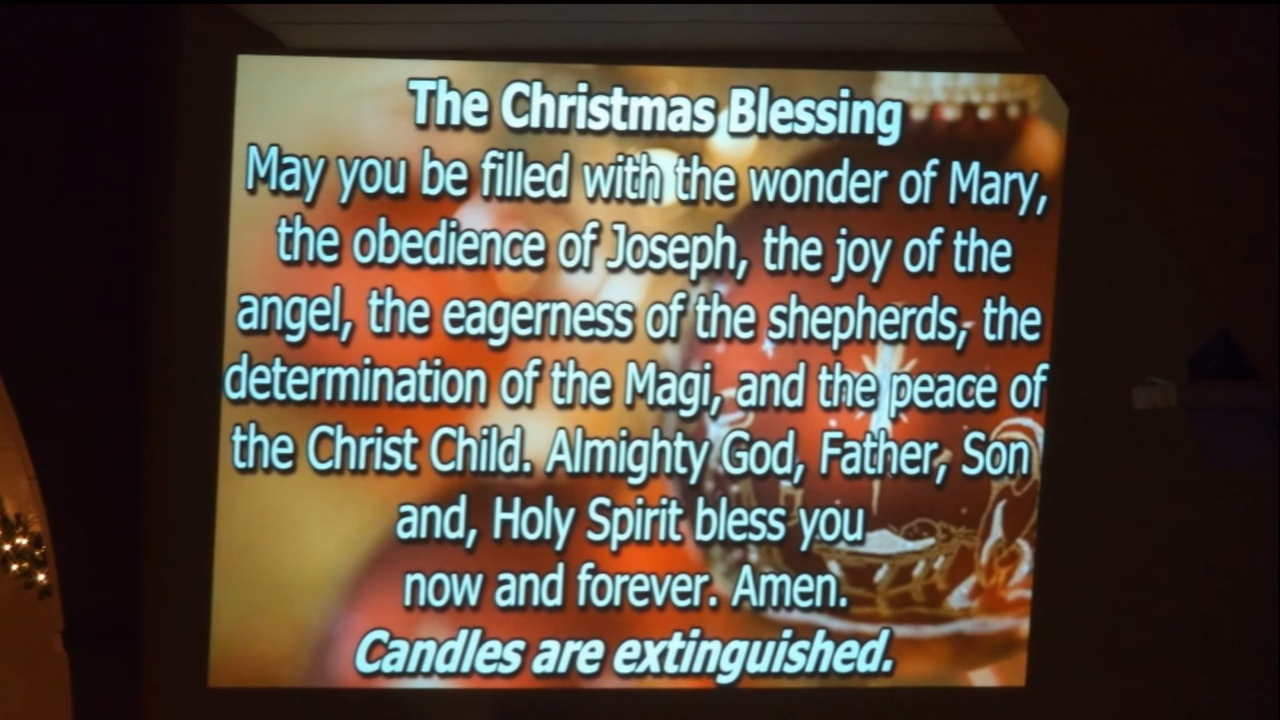 The Christmas Blessing
May you be filled with the wonder of Mary,
the obedience of Joseph, the joy of the
angel, the eagerness of the shepherds, the
determination of the Magi, and the peace of
the Christ Child. Almighty God, Father, Son
and, Holy Spirit bless you
now and forever. Amen.
Candles are extinguished.